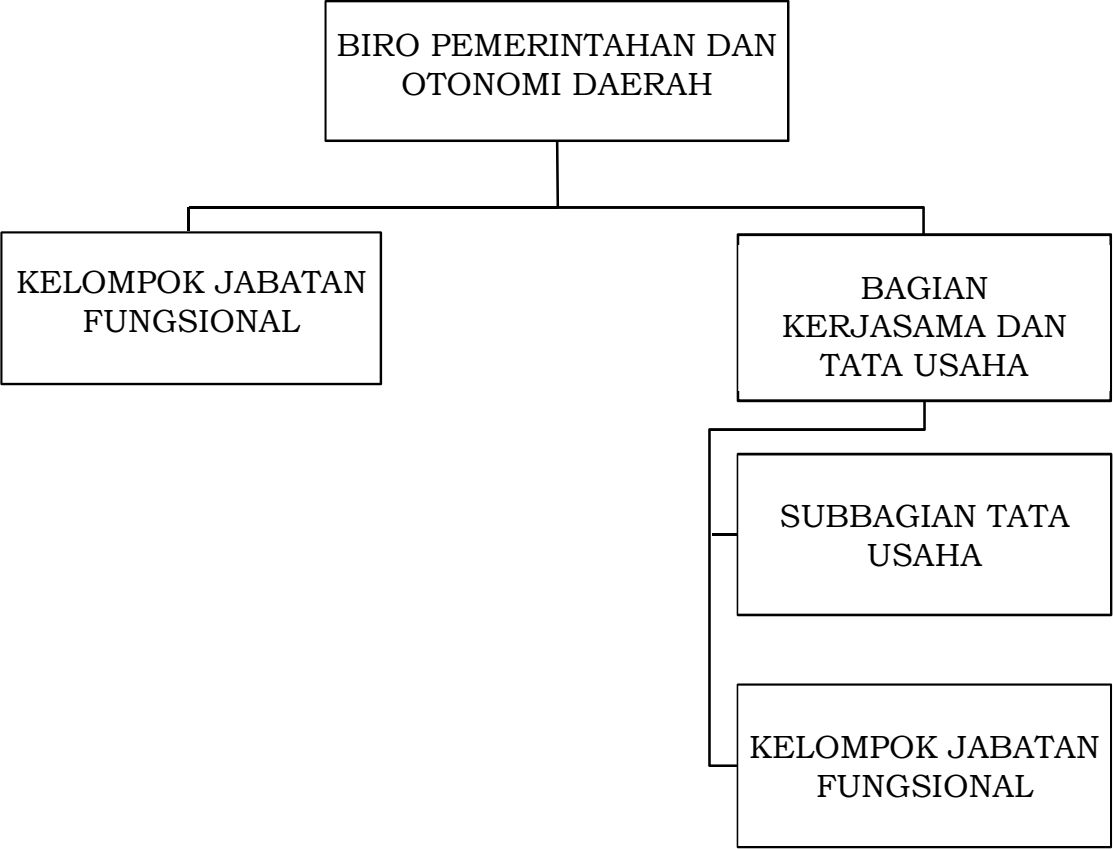 BIRO PEMERINTAHAN DAN
OTONOMI DAERAH
KELOMPOK JABATAN
FUNGSIONAL
BAGIAN
KERJASAMA DAN
TATA USAHA
SUBBAGIAN TATA
USAHA
KELOMPOK JABATAN
FUNGSIONAL